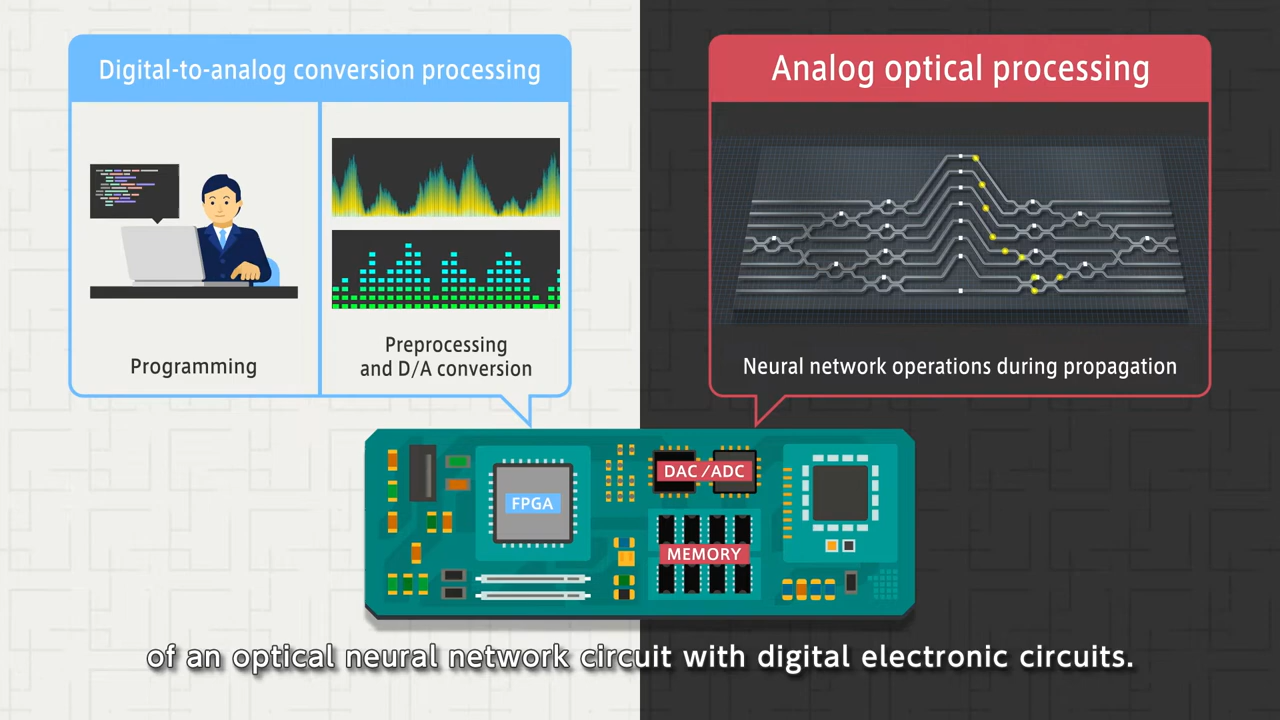 Digital-to-analog conversion processing
Programming
Preprocessing
and D/A conversion
Analog optical processing
Neural network operations during propagation
FPGA
DAC/ADC
MEMORY
of an optical neural network circuit with digital electronic circuits.